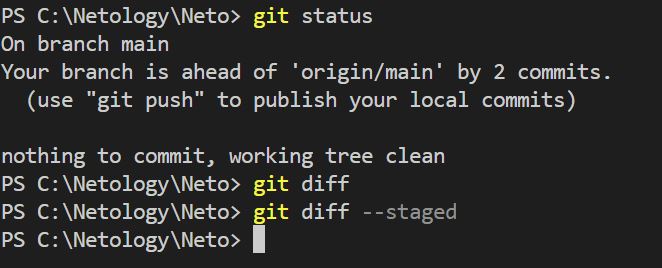 PS C:\Netology\Neto> git status
On branch main
Your branch is ahead of 'origin/main' by 2 commits.
  (use "git push" to publish your local commits)

nothing to commit, working tree clean
PS C:\Netology\Neto> git diff
PS C:\Netology\Neto> git diff --staged
PS C:\Netology\Neto>